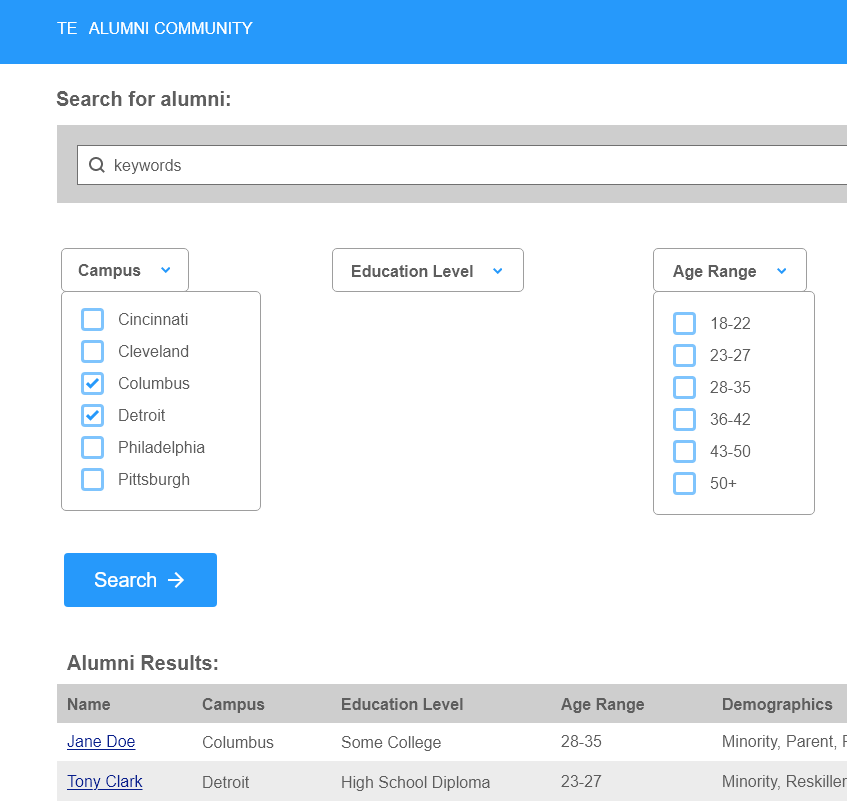 TE ALUMNI COMMUNITY
Search for alumni:
keywords
Campus Education Level Age Range
Cincinnati 18-22
Cleveland 23-27
Columbus 28-35
Detroit 36-42
Philadelphia 43-50
Pittsburgh 50+
Search
Alumni Results:
Name Campus Education Level Age Range Demographics
Jane Doe Columbus Some College 28-35 Minority, Parent,
Tony Clark Detroit High School Diploma 23-27 Minority, Reskiller